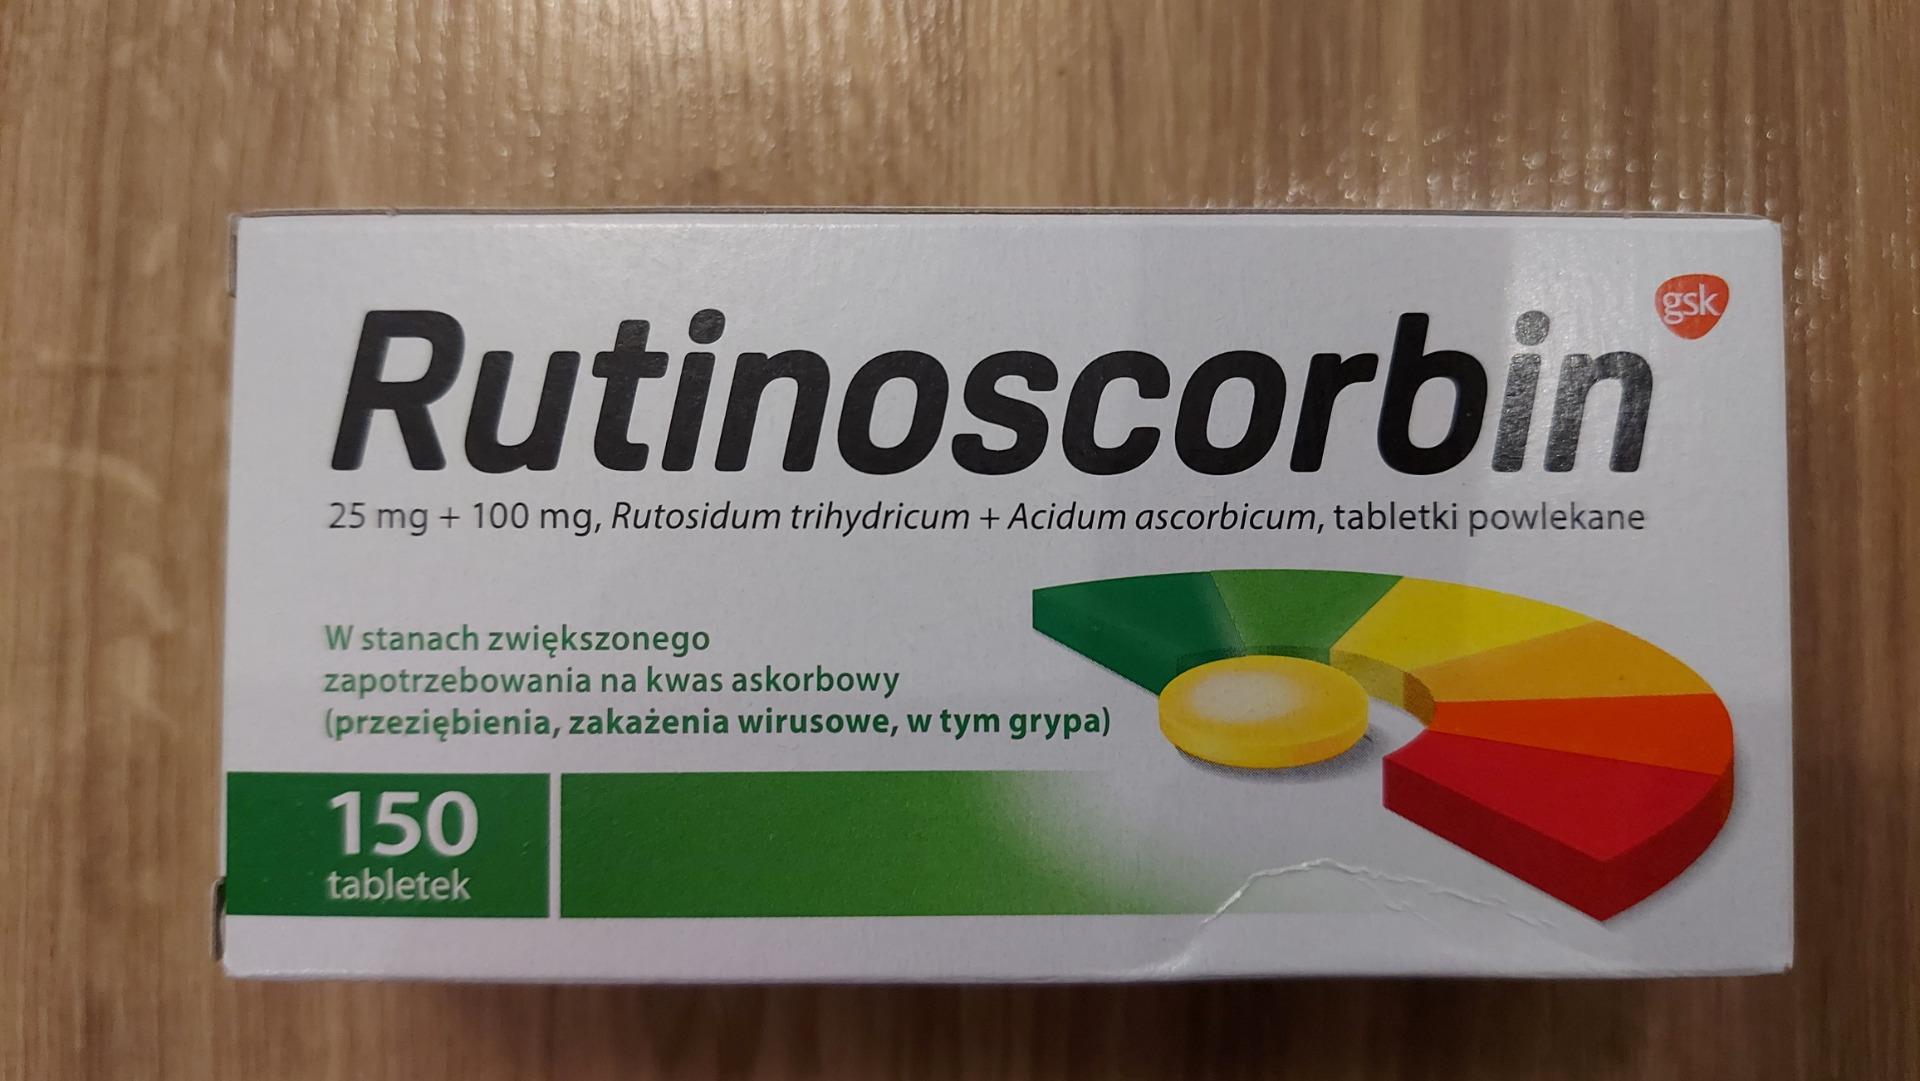 Rutinoscorbin
gsk
25 mg + 100 mg, Rutosidum trihydricum + Acidum ascorbicum, tabletki powlekane
W stanach zwiększonego
zapotrzebowania na kwas askorbowy
(przeziębienia, zakażenia wirusowe, w tym grypa)
150
tabletek